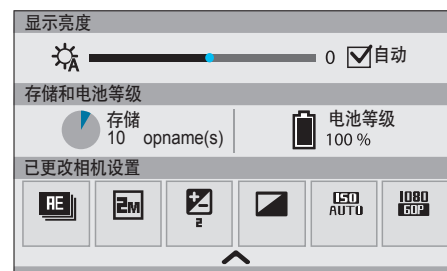 显示亮度
A
0 自动
存储和电池等级
存储
10 opname(s)
电池等级
100 %
已更改相机设置
AE
2M
2
ISO
AUTO
1080
60P